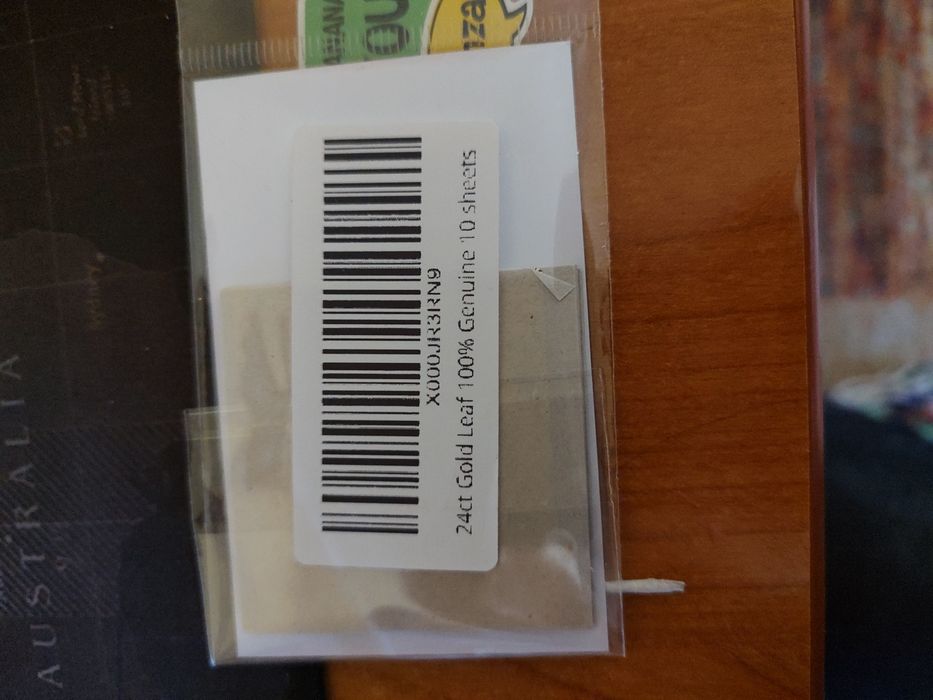 X000JR3RN9
24ct Gold Leaf 100% Genuine 10 sheets
AUSTRALIA